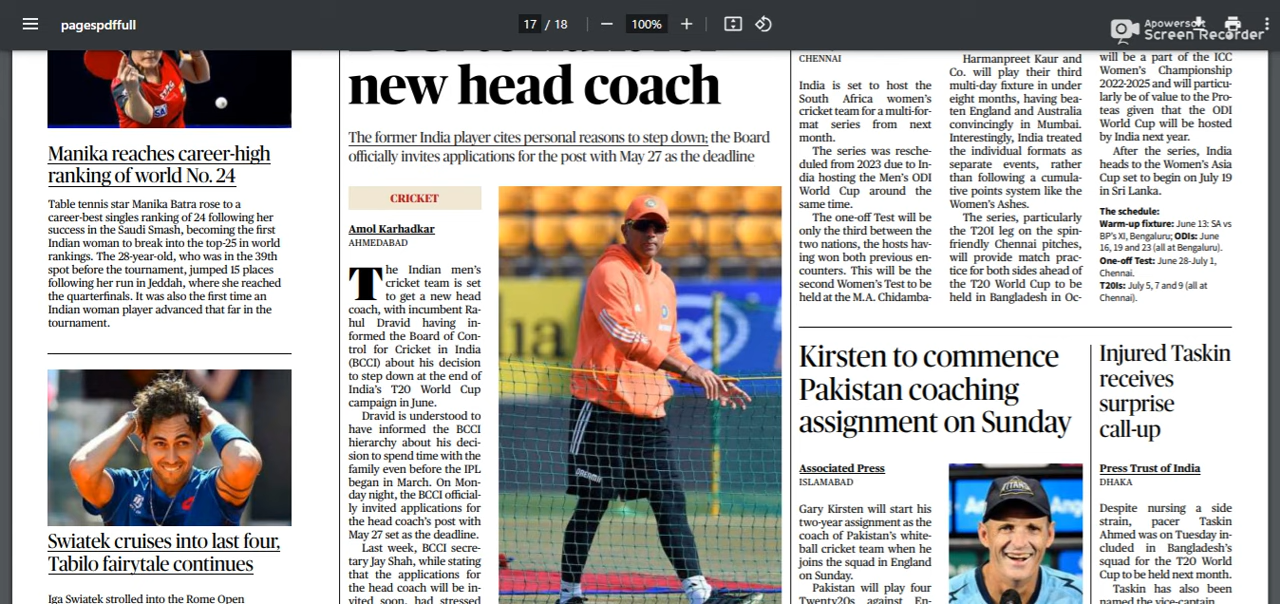 pagespdffull
17 / 18
100%
Apowersoft
Screen Recorder
new head coach
The former India player cites personal reasons to step down; the Board
officially invites applications for the post with May 27 as the deadline
Manika reaches career-high
ranking of world No. 24
Table tennis star Manika Batra rose to a
career-best singles ranking of 24 following her
success in the Saudi Smash, becoming the first
Indian woman to break into the top-25 in world
rankings. The 28-year-old, who was in the 39th
spot before the tournament, jumped 15 places
following her run in Jeddah, where she reached
the quarterfinals. It was also the first time an
Indian woman player advanced that far in the
tournament.
Swiatek cruises into last four,
Tabilo fairytale continues
Iga Swiatek strolled into the Rome Open
CRICKET
Amol Karhadkar
AHMEDABAD
The Indian men's
cricket team is set
to get a new head
coach, with incumbent Ra-
hul Dravid having in-
formed the Board of Con-
trol for Cricket in India
(BCCI) about his decision
to step down at the end of
India's T20 World Cup
campaign in June.
Dravid is understood to
have informed the BCCI
hierarchy about his deci-
sion to spend time with the
family even before the IPL
began in March. On Mon-
day night, the BCCI official-
ly invited applications for
the head coach's post with
May 27 set as the deadline.
Last week, BCCI secre-
tary Jay Shah, while stating
that the applications for
the head coach will be in-
vited soon, had stressed
CHENNAI
India is set to host the
South Africa women's
cricket team for a multi-for-
mat series from next
month.
The series was resche-
duled from 2023 due to In-
dia hosting the Men's ODI
World Cup around the
same time.
The one-off Test will be
only the third between the
two nations, the hosts hav-
ing won both previous en-
counters. This will be the
second Women's Test to be
held at the M.A. Chidamba-
Harmanpreet Kaur and
Co. will play their third
multi-day fixture in under
eight months, having bea-
ten England and Australia
convincingly in Mumbai.
Interestingly, India treated
the individual formats as
separate events, rather
than following a cumula-
tive points system like the
Women's Ashes.
The series, particularly
the T20I leg on the spin-
friendly Chennai pitches,
will provide match prac-
tice for both sides ahead of
the T20 World Cup to be
held in Bangladesh in Oc-
will be a part of the ICC
Women's Championship
2022-2025 and will particu-
larly be of value to the Pro-
teas given that the ODI
World Cup will be hosted
by India next year.
After the series, India
heads to the Women's Asia
Cup set to begin on July 19
in Sri Lanka.
The schedule:
Warm-up fixture: June 13: SA vs
BP's XI, Bengaluru; ODIs: June
16, 19 and 23 (all at Bengaluru).
One-off Test: June 28-July 1,
Chennai.
T20Is: July 5, 7 and 9 (all at
Chennai).
Kirsten to commence
Pakistan coaching
assignment on Sunday
Associated Press
ISLAMABAD
Gary Kirsten will start his
two-year assignment as the
coach of Pakistan's white-
ball cricket team when he
joins the squad in England
on Sunday.
Pakistan will play four
Twenty20s against En-
TITANS
Injured Taskin
receives
surprise
call-up
Press Trust of India
DHAKA
Despite nursing a side
strain, pacer Taskin
Ahmed was on Tuesday in-
cluded in Bangladesh's
squad for the T20 World
Cup to be held next month.
Taskin has also been
named the vice-captain